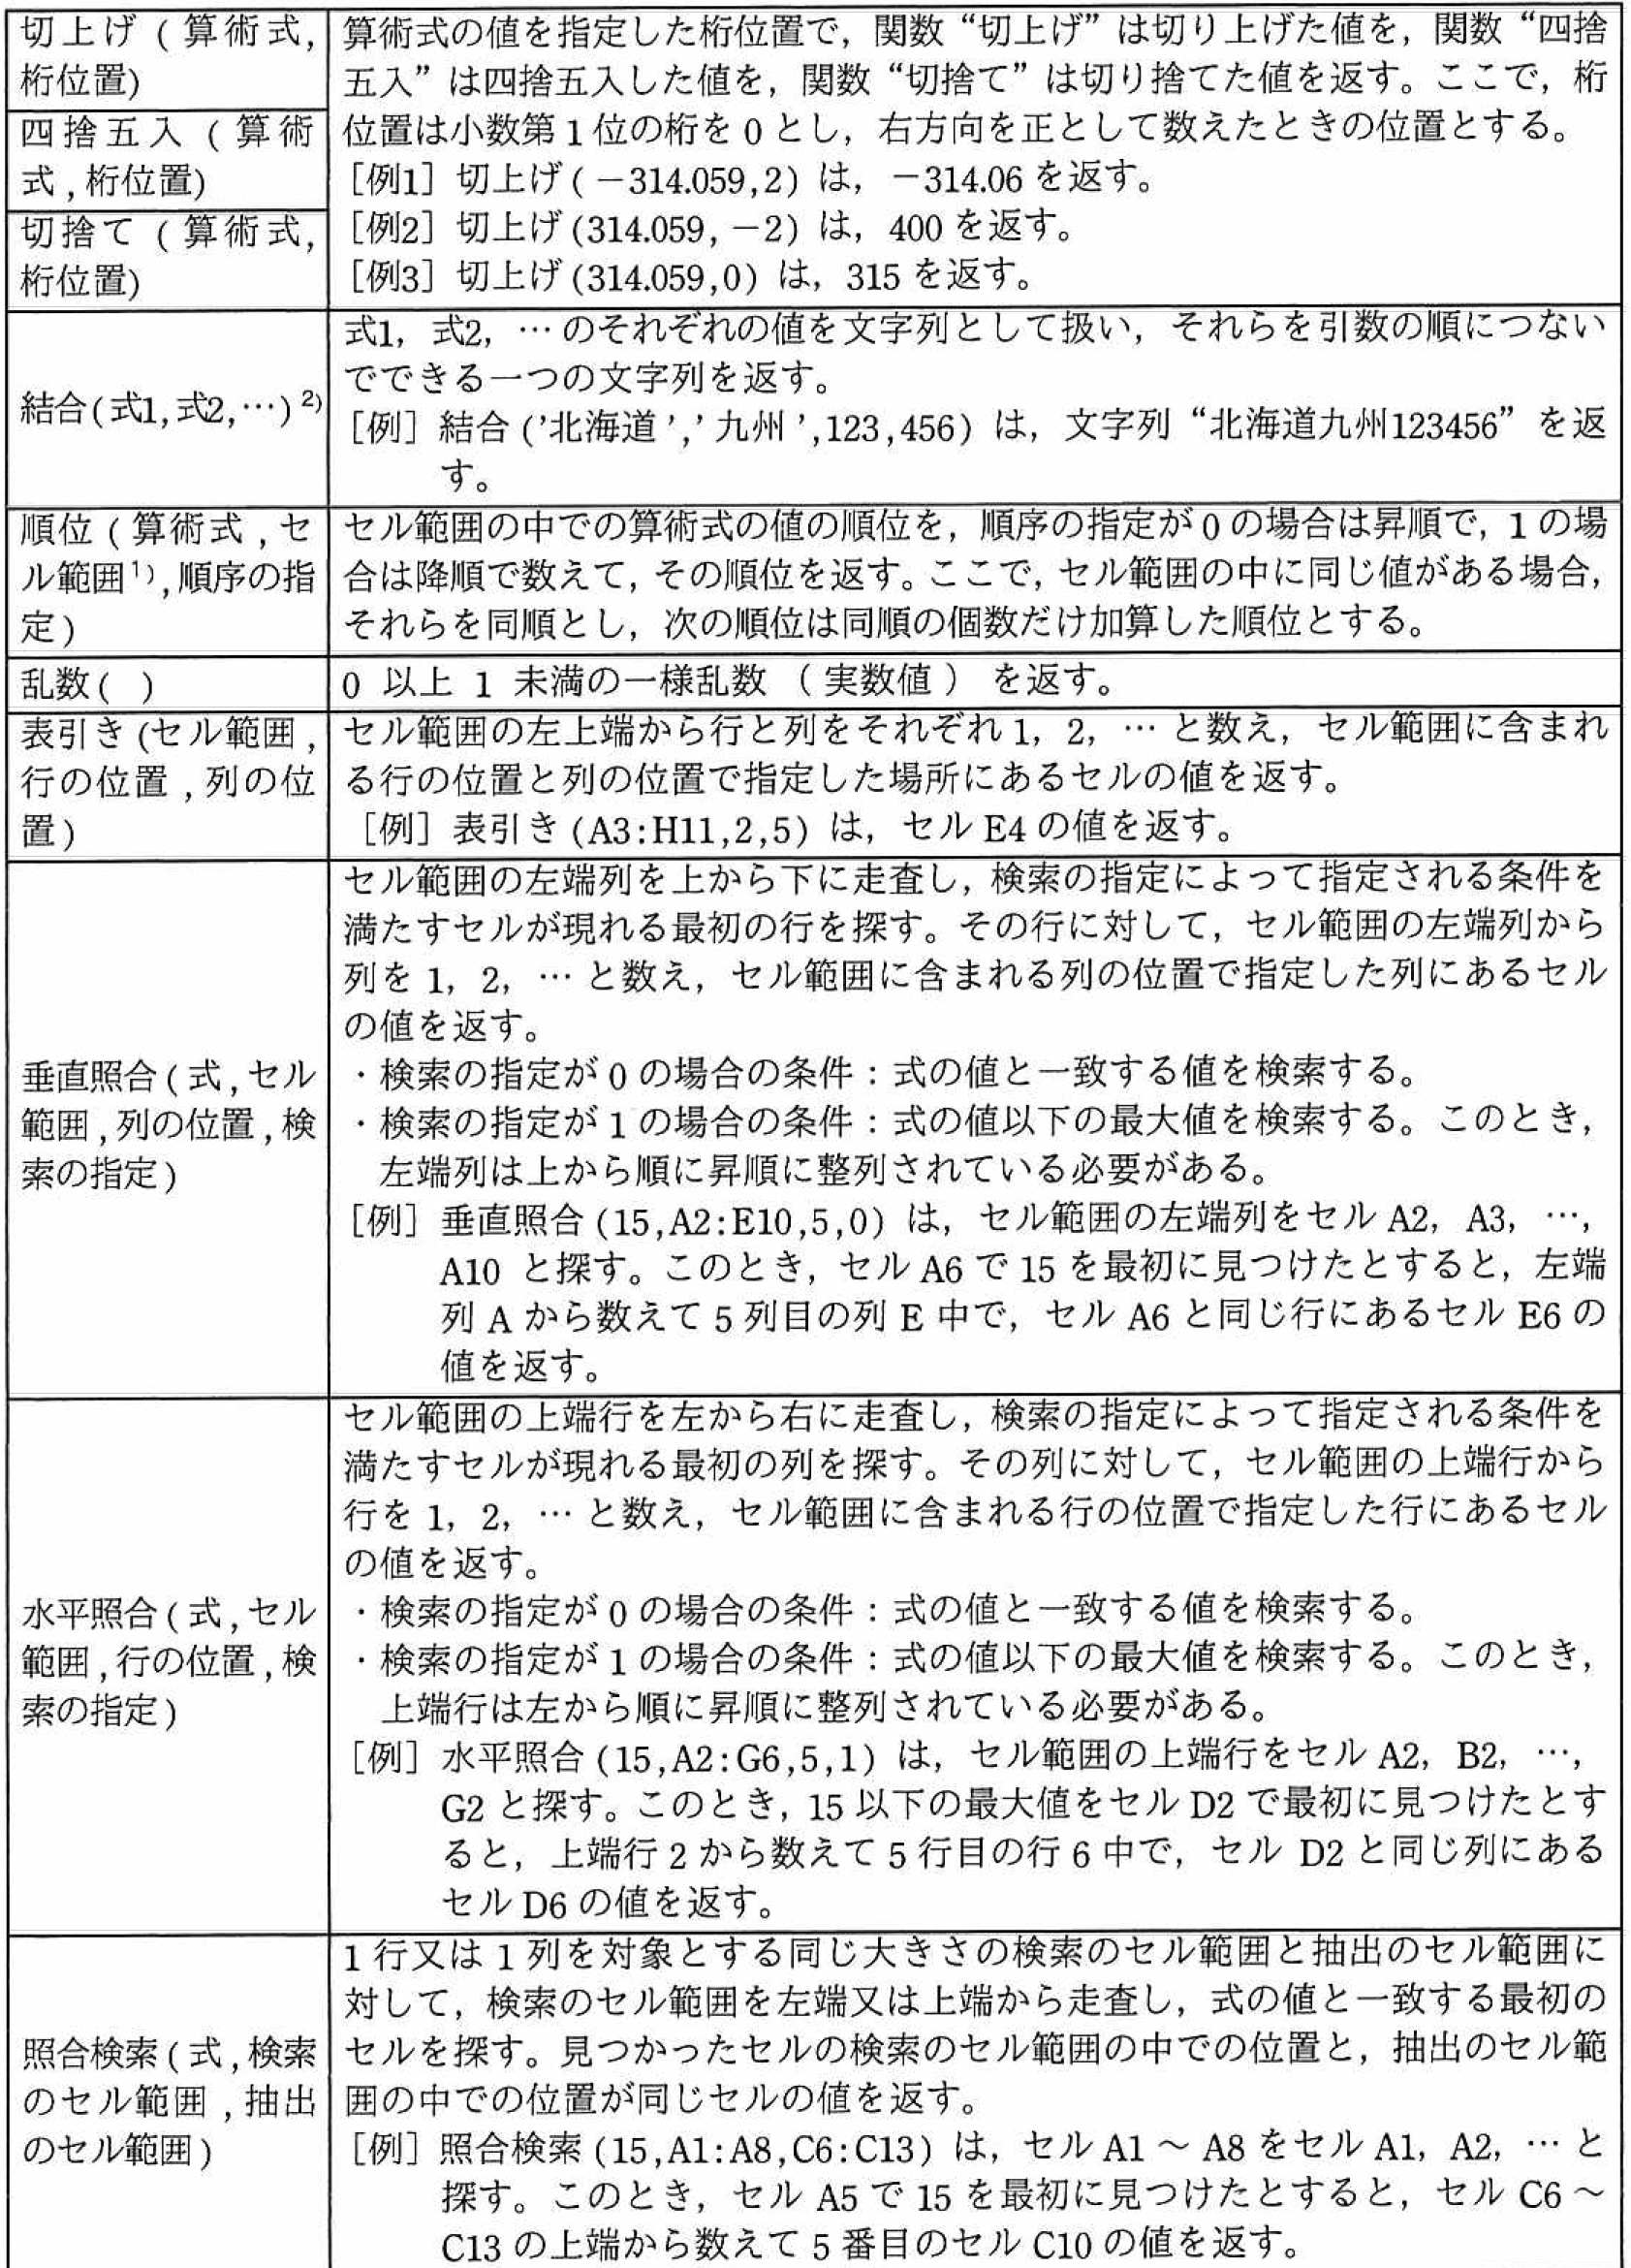 切上げ(算術式,
桁位置)
四捨五入(算術
式,桁位置)
切捨て(算術式,
桁位置)
算術式の値を指定した桁位置で，関数“切上げ”は切り上げた値を，関数“四捨
五入”は四捨五入した値を，関数“切捨て”は切り捨てた値を返す。ここで，桁
位置は小数第1位の桁を0とし，右方向を正として数えたときの位置とする。
[例1] 切上げ(－314.059,2) は，－314.06を返す。
[例2] 切上げ(314.059,－2) は，400を返す。
[例3] 切上げ(314.059,0) は，315を返す。
結合(式1,式2,…) 2)
式1，式2，…のそれぞれの値を文字列として扱い，それらを引数の順につない
でできる一つの文字列を返す。
[例] 結合('北海道','九州',123,456) は，文字列“北海道九州123456”を返
す。
順位(算術式,セ
ル範囲1),順序の指
定)
セル範囲の中での算術式の値の順位を，順序の指定が0の場合は昇順で，1の場
合は降順で数えて，その順位を返す。ここで，セル範囲の中に同じ値がある場合，
それらを同順とし，次の順位は同順の個数だけ加算した順位とする。
乱数( )
0 以上 1 未満の一様乱数（実数値）を返す。
表引き(セル範囲,
行の位置,列の位
置)
セル範囲の左上端から行と列をそれぞれ1，2，…と数え，セル範囲に含まれ
る行の位置と列の位置で指定した場所にあるセルの値を返す。
[例] 表引き(A3:H11,2,5) は，セルE4の値を返す。
垂直照合(式,セル
範囲,列の位置,検
索の指定)
セル範囲の左端列を上から下に走査し，検索の指定によって指定される条件を
満たすセルが現れる最初の行を探す。その行に対して，セル範囲の左端列から
列を1，2，…と数え，セル範囲に含まれる列の位置で指定した列にあるセル
の値を返す。
・検索の指定が0の場合の条件：式の値と一致する値を検索する。
・検索の指定が1の場合の条件：式の値以下の最大値を検索する。このとき，
左端列は上から順に昇順に整列されている必要がある。
[例] 垂直照合(15,A2:E10,5,0) は，セル範囲の左端列をセルA2，A3，…，
A10 と探す。このとき，セルA6で15を最初に見つけたとすると，左端
列Aから数えて5列目の列E中で，セルA6と同じ行にあるセルE6の
値を返す。
水平照合(式,セル
範囲,行の位置,検
索の指定)
セル範囲の上端行を左から右に走査し，検索の指定によって指定される条件を
満たすセルが現れる最初の列を探す。その列に対して，セル範囲の上端行から
行を1，2，…と数え，セル範囲に含まれる行の位置で指定した行にあるセル
の値を返す。
・検索の指定が0の場合の条件：式の値と一致する値を検索する。
・検索の指定が1の場合の条件：式の値以下の最大値を検索する。このとき，
上端行は左から順に昇順に整列されている必要がある。
[例] 水平照合(15,A2:G6,5,1) は，セル範囲の上端行をセルA2，B2，…，
G2と探す。このとき，15以下の最大値をセルD2で最初に見つけたとす
ると，上端行2から数えて5行目の行6中で，セル D2と同じ列にある
セルD6の値を返す。
照合検索(式,検索
のセル範囲,抽出
のセル範囲)
1行又は1列を対象とする同じ大きさの検索のセル範囲と抽出のセル範囲に
対して，検索のセル範囲を左端又は上端から走査し，式の値と一致する最初の
セルを探す。見つかったセルの検索のセル範囲の中での位置と，抽出のセル範
囲の中での位置が同じセルの値を返す。
[例] 照合検索(15,A1:A8,C6:C13) は，セルA1～A8をセルA1，A2，…と
探す。このとき，セルA5で15を最初に見つけたとすると，セルC6～
C13の上端から数えて5番目のセルC10の値を返す。